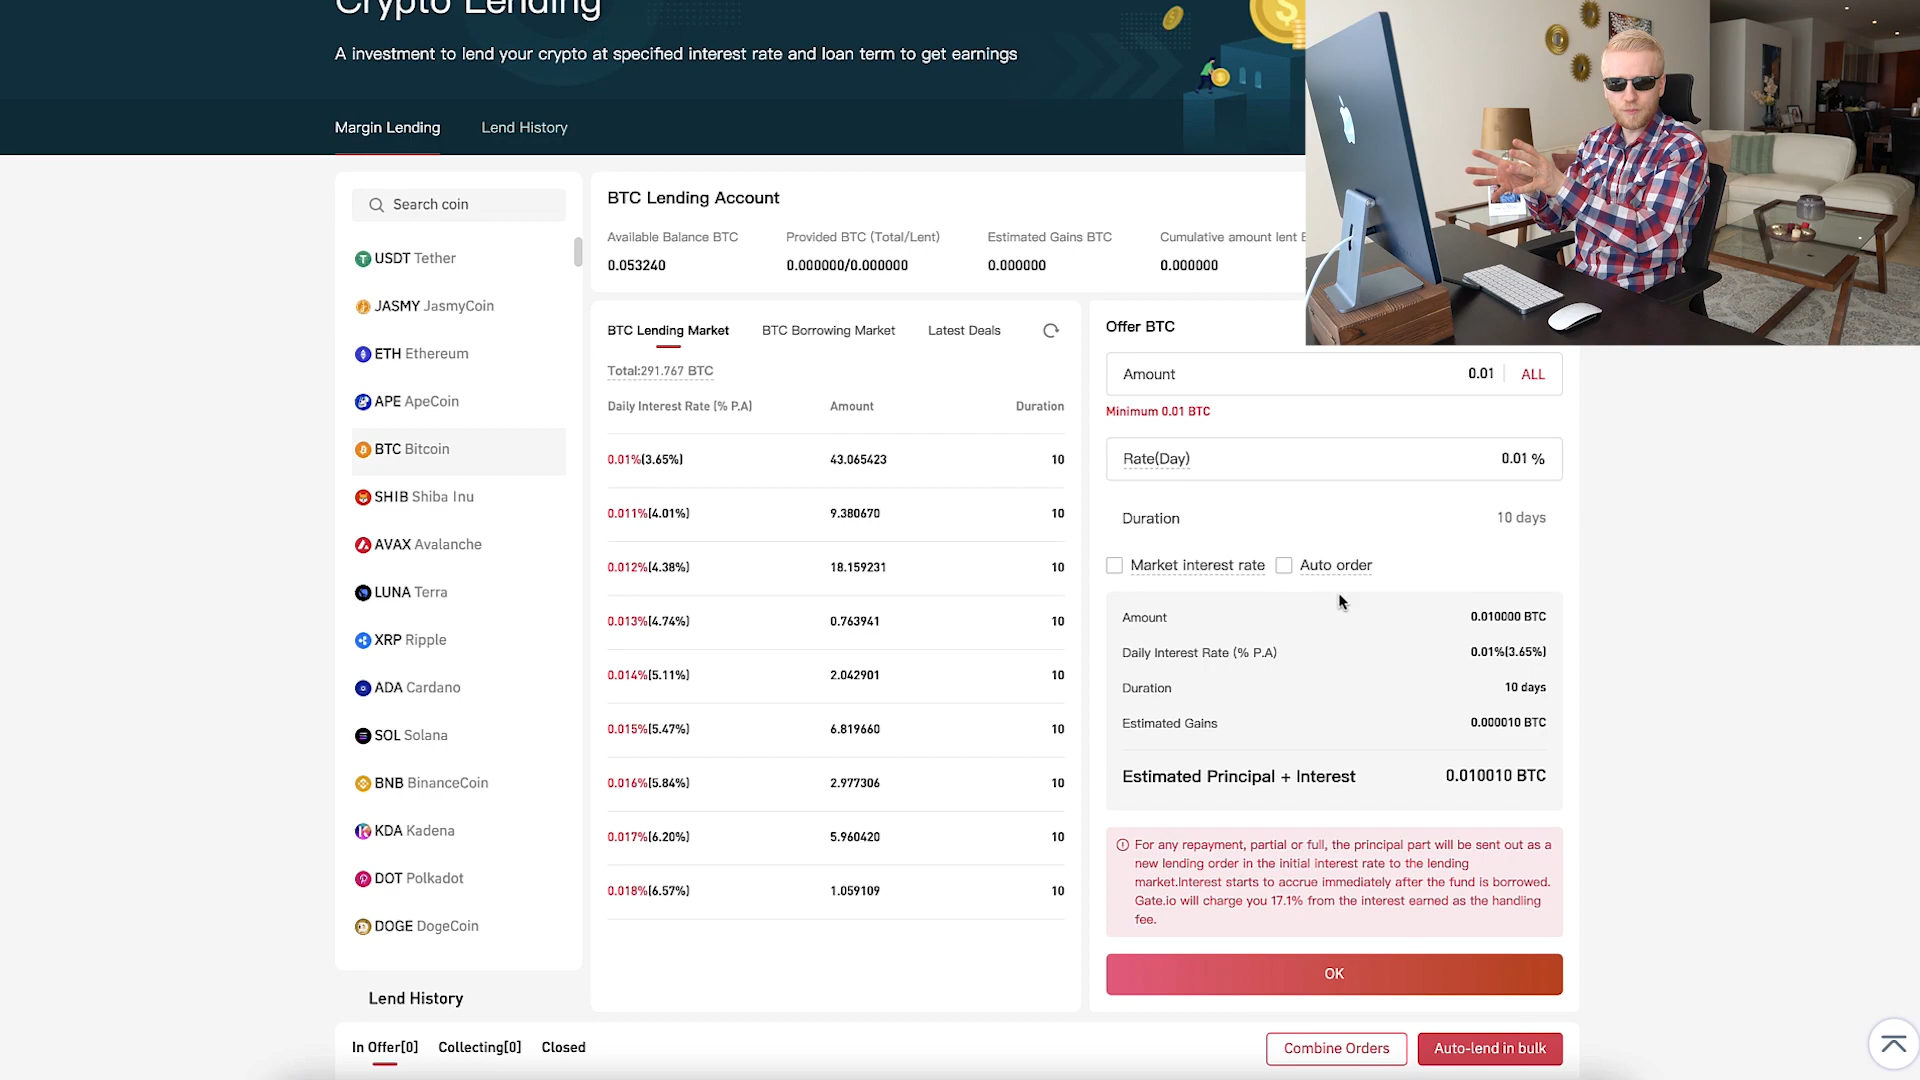 Crypto Lending
A investment to lend your crypto at specified interest rate and loan term to get earnings
Margin Lending
Lend History
Search coin
USDT Tether
JASMY JasmyCoin
ETH Ethereum
APE ApeCoin
BTC Bitcoin
SHIB Shiba Inu
AVAX Avalanche
LUNA Terra
XRP Ripple
ADA Cardano
SOL Solana
BNB BinanceCoin
KDA Kadena
DOT Polkadot
DOGE DogeCoin
BTC Lending Account
Available Balance BTC Provided BTC (Total/Lent) Estimated Gains BTC Cumulative amount lent
0.053240 0.000000/0.000000 0.000000 0.000000
BTC Lending Market BTC Borrowing Market Latest Deals
Total:291.767 BTC
Daily Interest Rate (% P.A) Amount Duration
0.01%(3.65%) 43.065423 10
0.011%(4.01%) 9.380670 10
0.012%(4.38%) 18.159231 10
0.013%(4.74%) 0.763941 10
0.014%(5.11%) 2.042901 10
0.015%(5.47%) 6.819660 10
0.016%(5.84%) 2.977306 10
0.017%(6.20%) 5.960420 10
0.018%(6.57%) 1.059109 10
Offer BTC
Amount 0.01 ALL
Minimum 0.01 BTC
Rate(Day) 0.01 %
Duration 10 days
Market interest rate Auto order
Amount 0.010000 BTC
Daily Interest Rate (% P.A) 0.01%(3.65%)
Duration 10 days
Estimated Gains 0.000010 BTC
Estimated Principal + Interest 0.010010 BTC
For any repayment, partial or full, the principal part will be sent out as a
new lending order in the initial interest rate to the lending
market.Interest starts to accrue immediately after the fund is borrowed.
Gate.io will charge you 17.1% from the interest earned as the handling
fee.
OK
Lend History
In Offer[0] Collecting[0] Closed
Combine Orders
Auto-lend in bulk